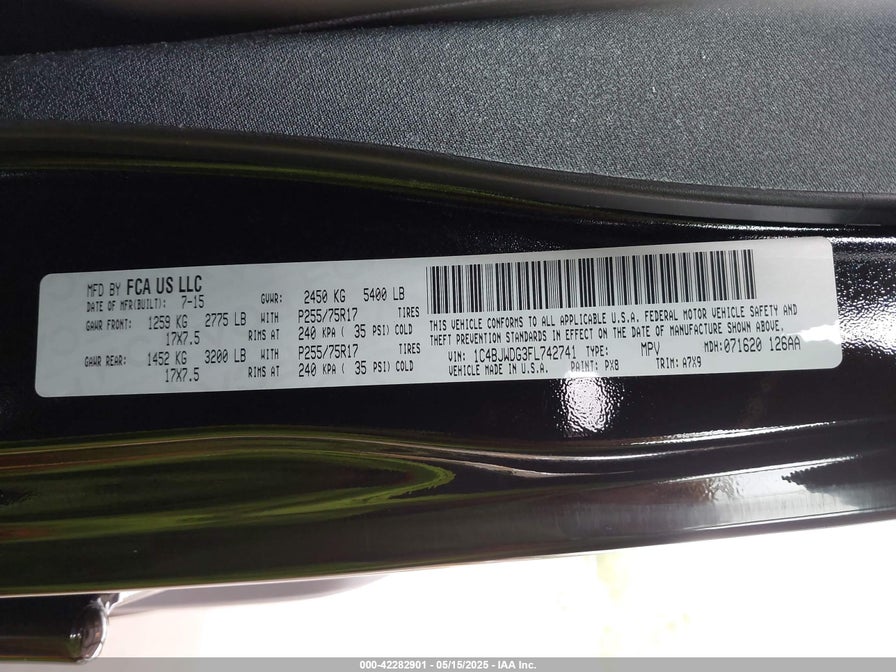 MFD BY FCA US LLC
DATE OF MFR(BUILT): 7-15 GVWR: 2450 KG 5400 LB
GAWR FRONT: 1259 KG 2775 LB WITH P255/75R17 TIRES
17X7.5 RIMS AT 240 KPA ( 35 PSI) COLD
GAWR REAR: 1452 KG 3200 LB WITH P255/75R17 TIRES
17X7.5 RIMS AT 240 KPA ( 35 PSI) COLD
THIS VEHICLE CONFORMS TO ALL APPLICABLE U.S.A. FEDERAL MOTOR VEHICLE SAFETY AND
THEFT PREVENTION STANDARDS IN EFFECT ON THE DATE OF MANUFACTURE SHOWN ABOVE.
VIN: 1C4BJWDG3FL742741 TYPE: MPV MDH: 071620 126AA
VEHICLE MADE IN U.S.A. PAINT: PX8 TRIM: A7X9
000-42282901 - 05/15/2025 - IAA Inc.